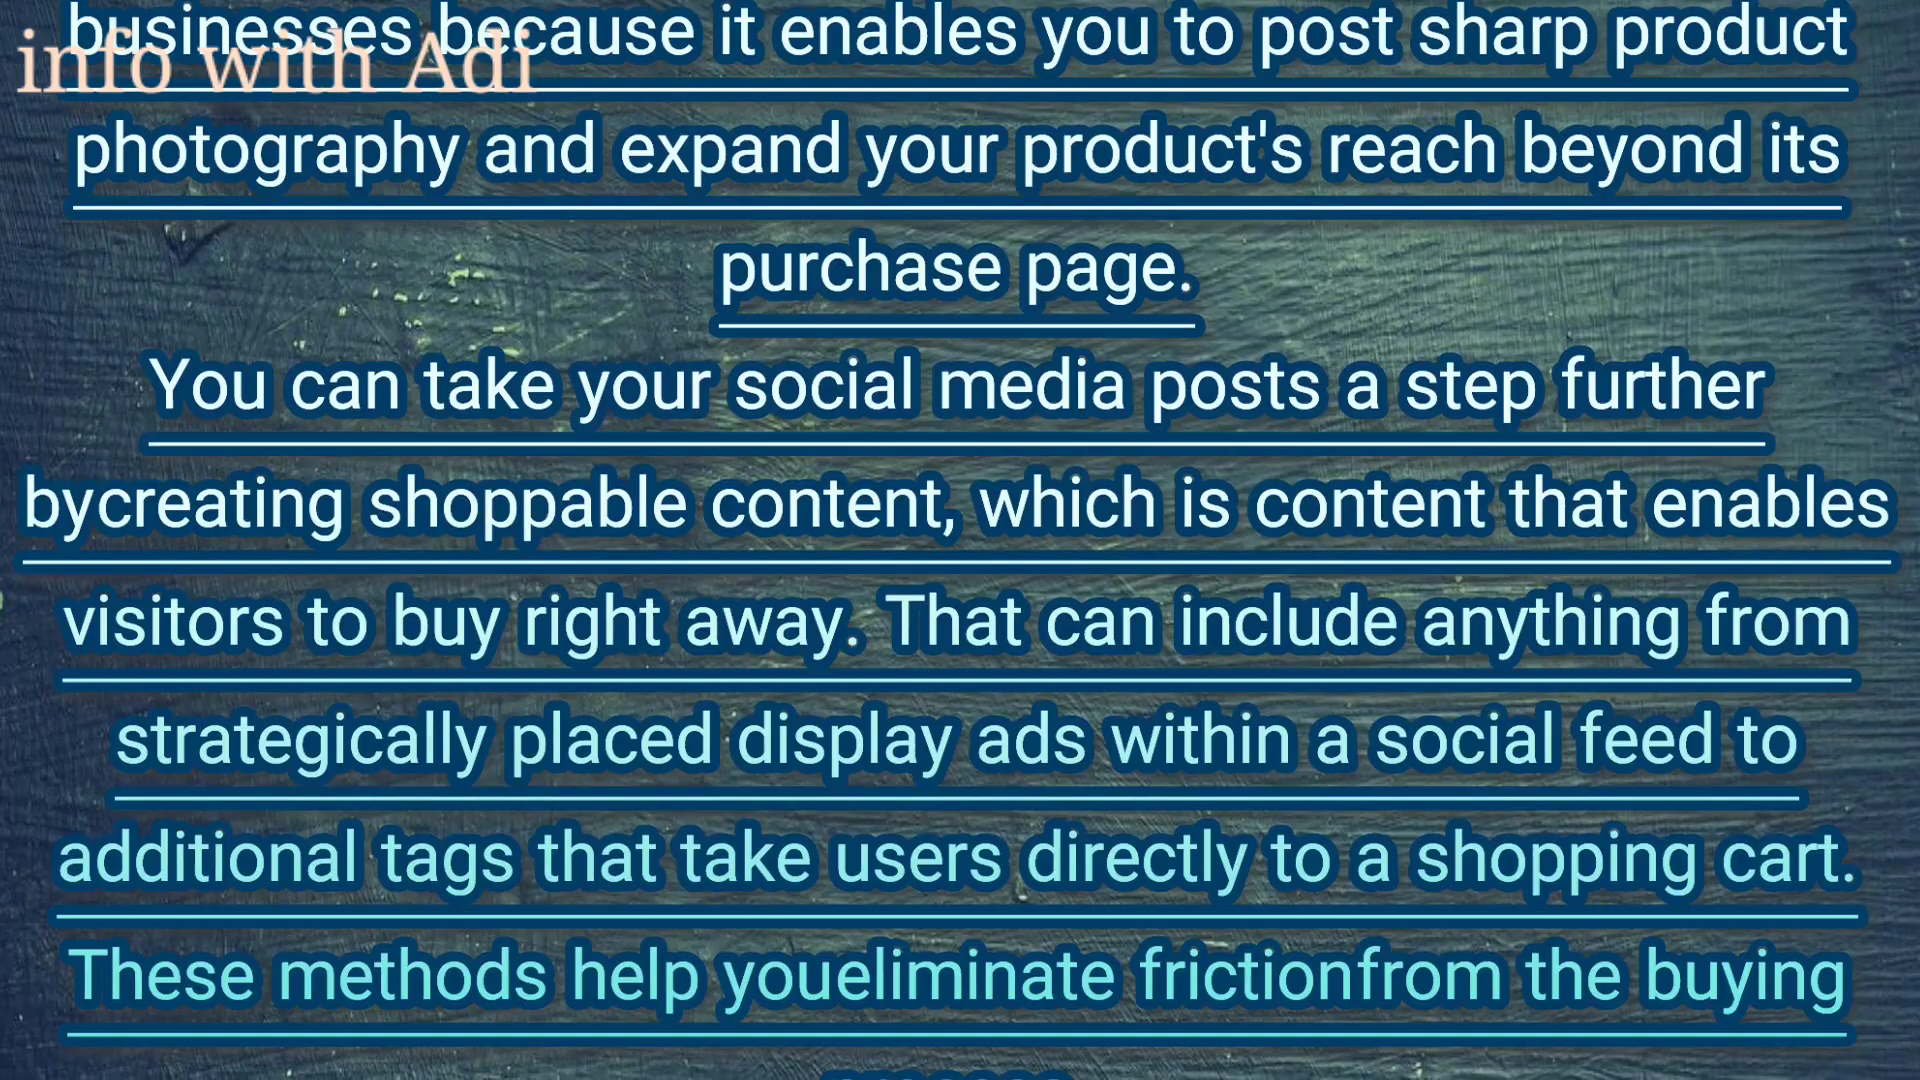 businesses because it enables you to post sharp product
info with Adi
photography and expand your product's reach beyond its
purchase page.
You can take your social media posts a step further
bycreating shoppable content, which is content that enables
visitors to buy right away. That can include anything from
strategically placed display ads within a social feed to
additional tags that take users directly to a shopping cart.
These methods help youeliminate frictionfrom the buying